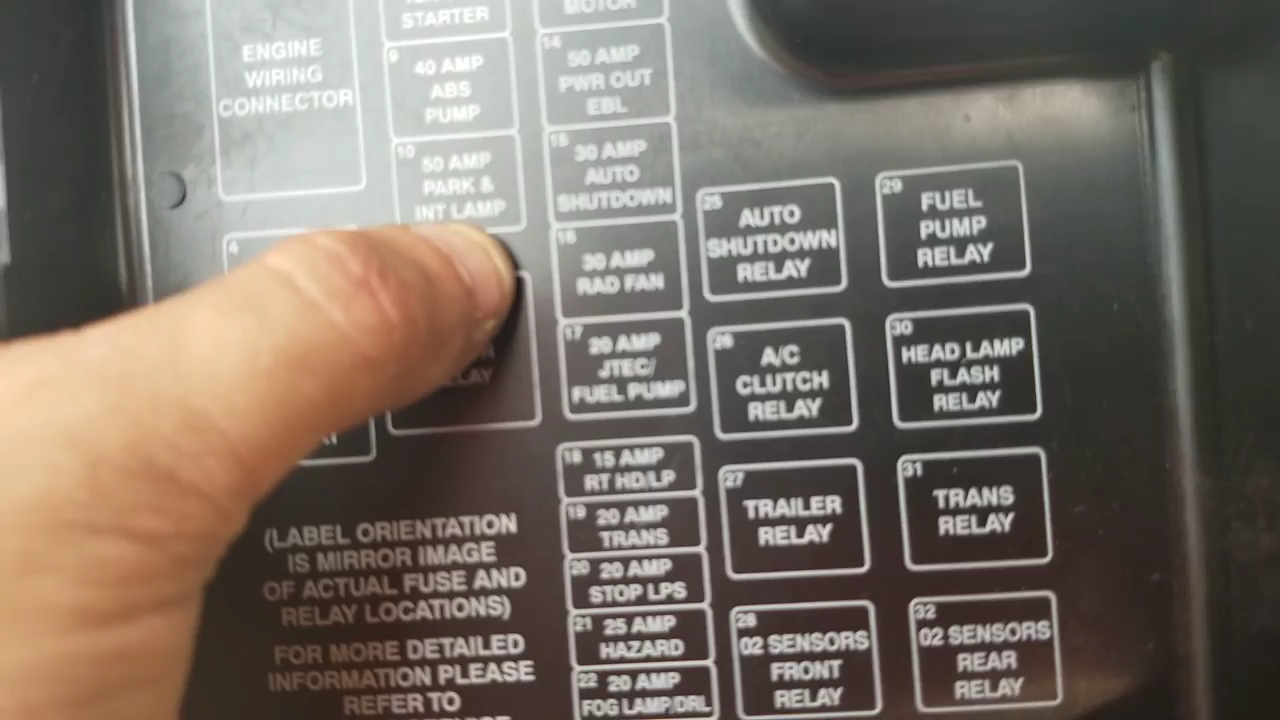 ENGINE
WIRING
CONNECTOR
4
STARTER
9
40 AMP
ABS
PUMP
10
50 AMP
PARK &
INT LAMP
ELAY
(LABEL ORIENTATION
IS MIRROR IMAGE
OF ACTUAL FUSE AND
RELAY LOCATIONS)
FOR MORE DETAILED
INFORMATION PLEASE
REFER TO
MOTOR
14
50 AMP
PWR OUT
EBL
15
30 AMP
AUTO
SHUTDOWN
16
30 AMP
RAD FAN
17
20 AMP
JTEC/
FUEL PUMP
18 15 AMP
RT HD/LP
19 20 AMP
TRANS
20 20 AMP
STOP LPS
21 25 AMP
HAZARD
22 20 AMP
FOG LAMP/DRL
25
AUTO
SHUTDOWN
RELAY
26
A/C
CLUTCH
RELAY
27
TRAILER
RELAY
28
02 SENSORS
FRONT
RELAY
29
FUEL
PUMP
RELAY
30
HEAD LAMP
FLASH
RELAY
31
TRANS
RELAY
32
02 SENSORS
REAR
RELAY